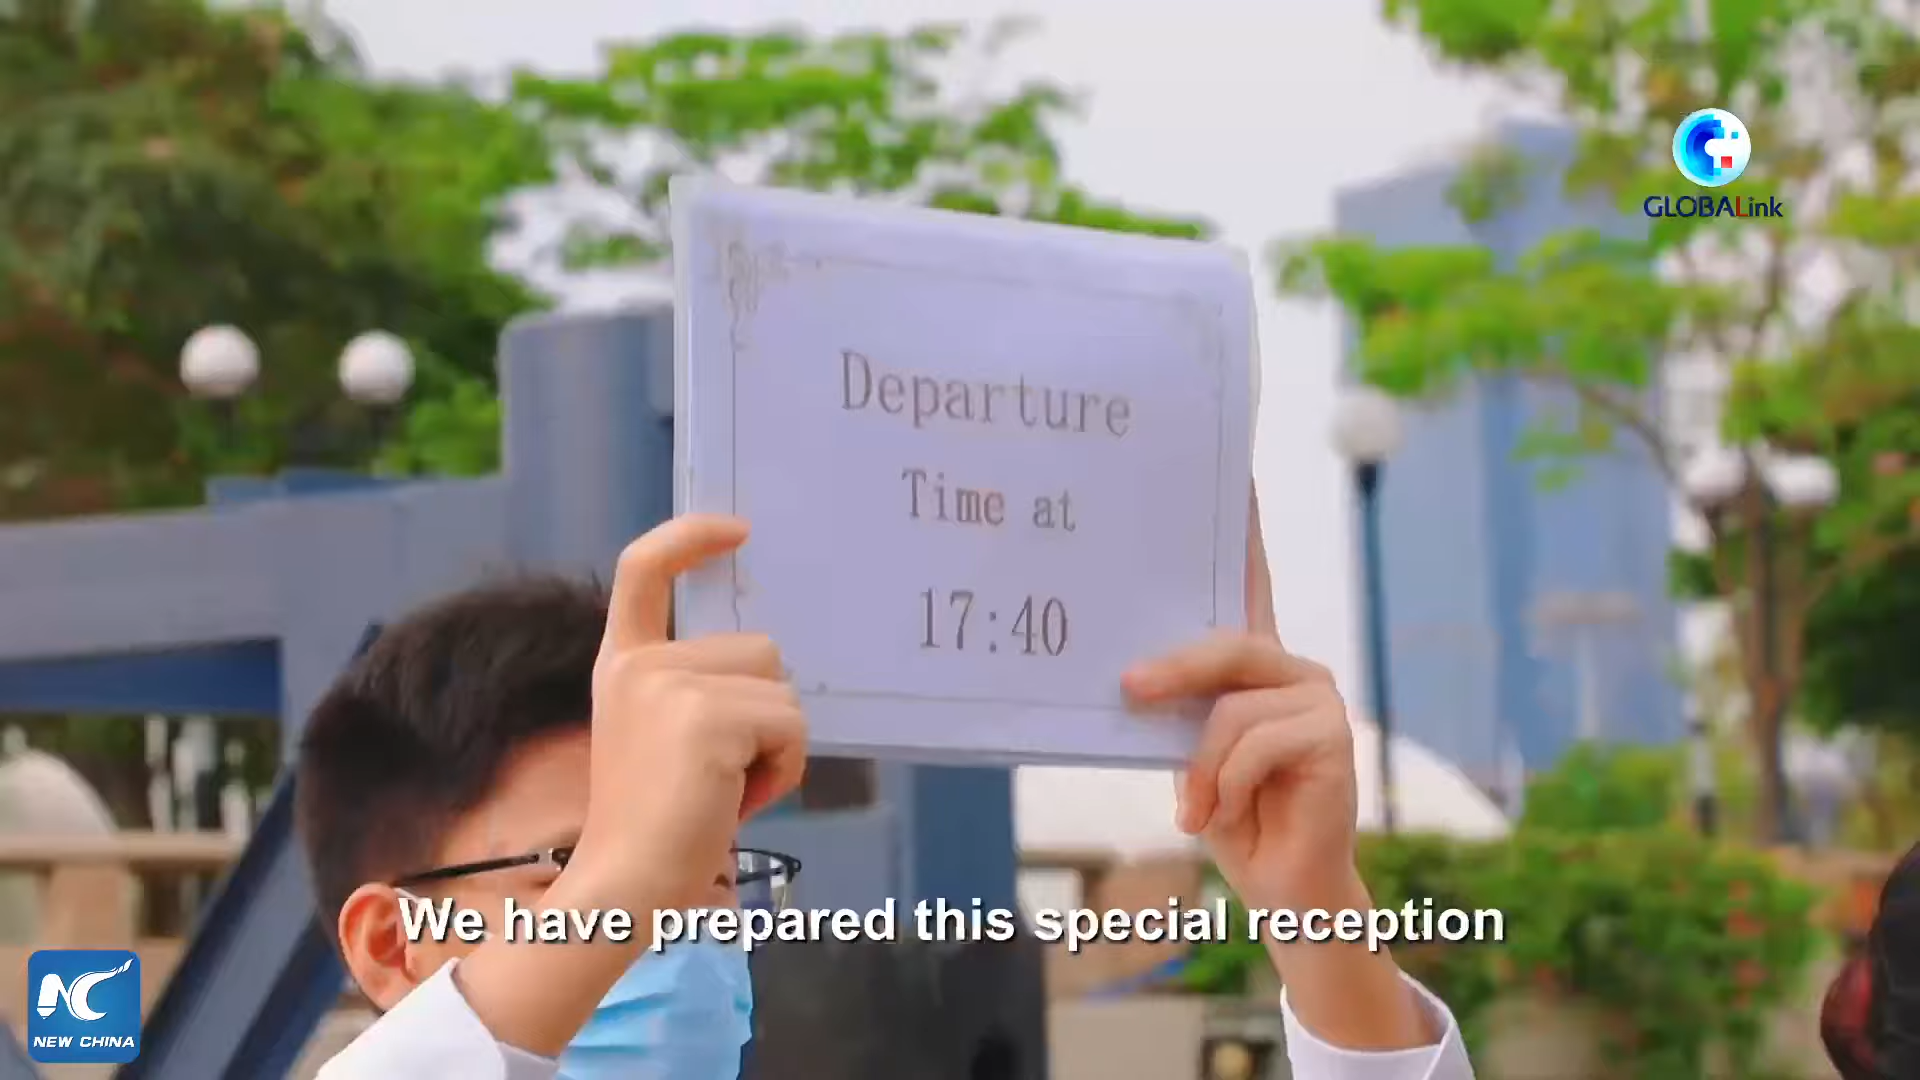 GLOBALink
Departure
Time at
17:40
We have prepared this special reception
NEW CHINA